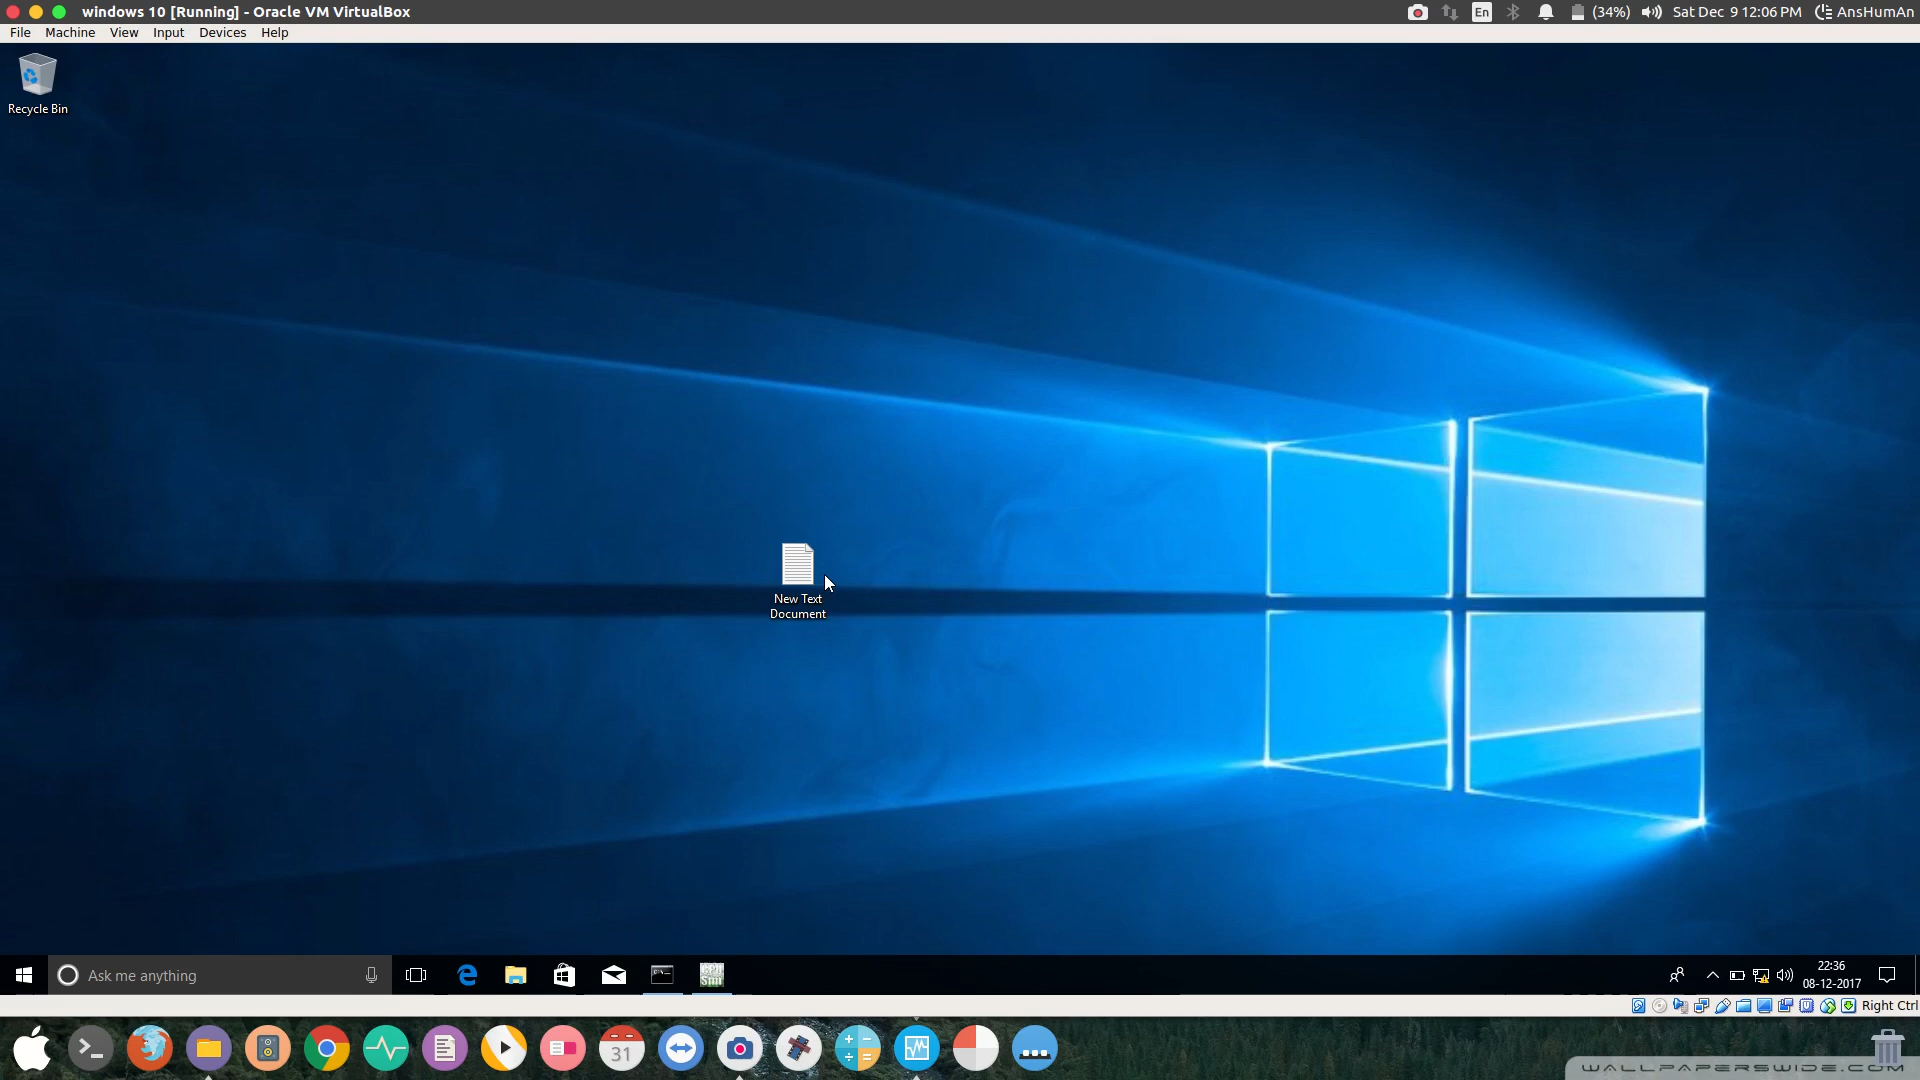 windows 10 [Running] - Oracle VM VirtualBox
En
(34%)
Sat Dec 9 12:06 PM
AnsHumAn
File Machine View Input Devices Help
Recycle Bin
New Text
Document
Ask me anything
22:36
08-12-2017
Right Ctrl
31
WALLPAPERSWIDE.COM